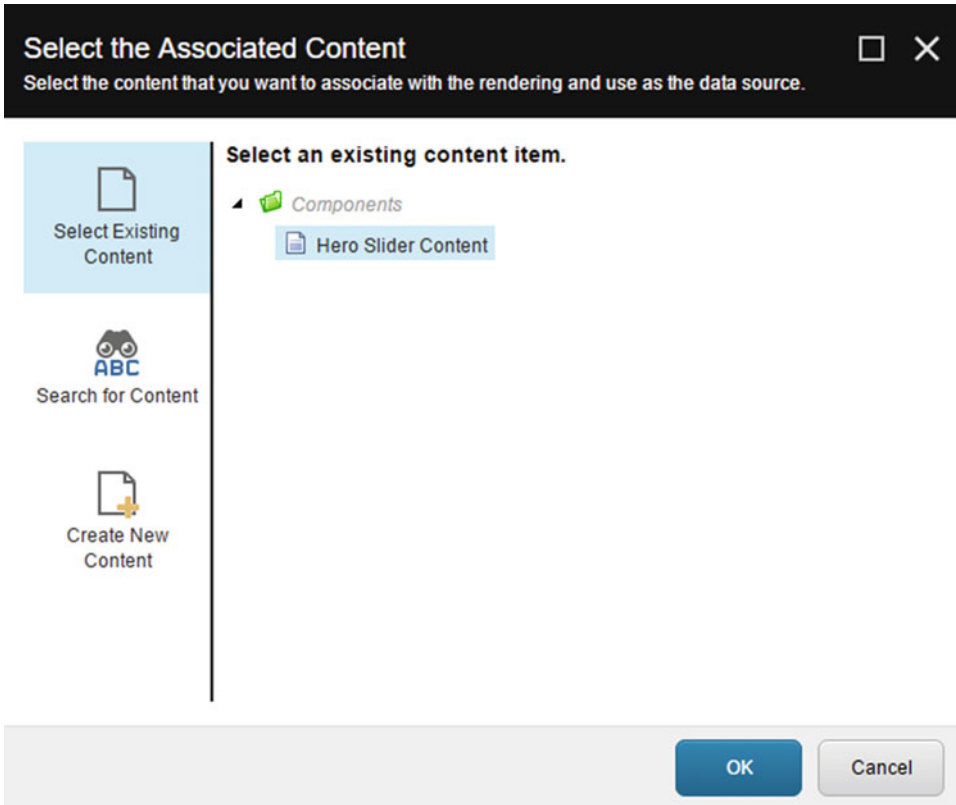 Select the Associated Content
Select the content that you want to associate with the rendering and use as the data source.
Select Existing
Content
Search for Content
Create New
Content
Select an existing content item.
Components
Hero Slider Content
ABC
OK
Cancel